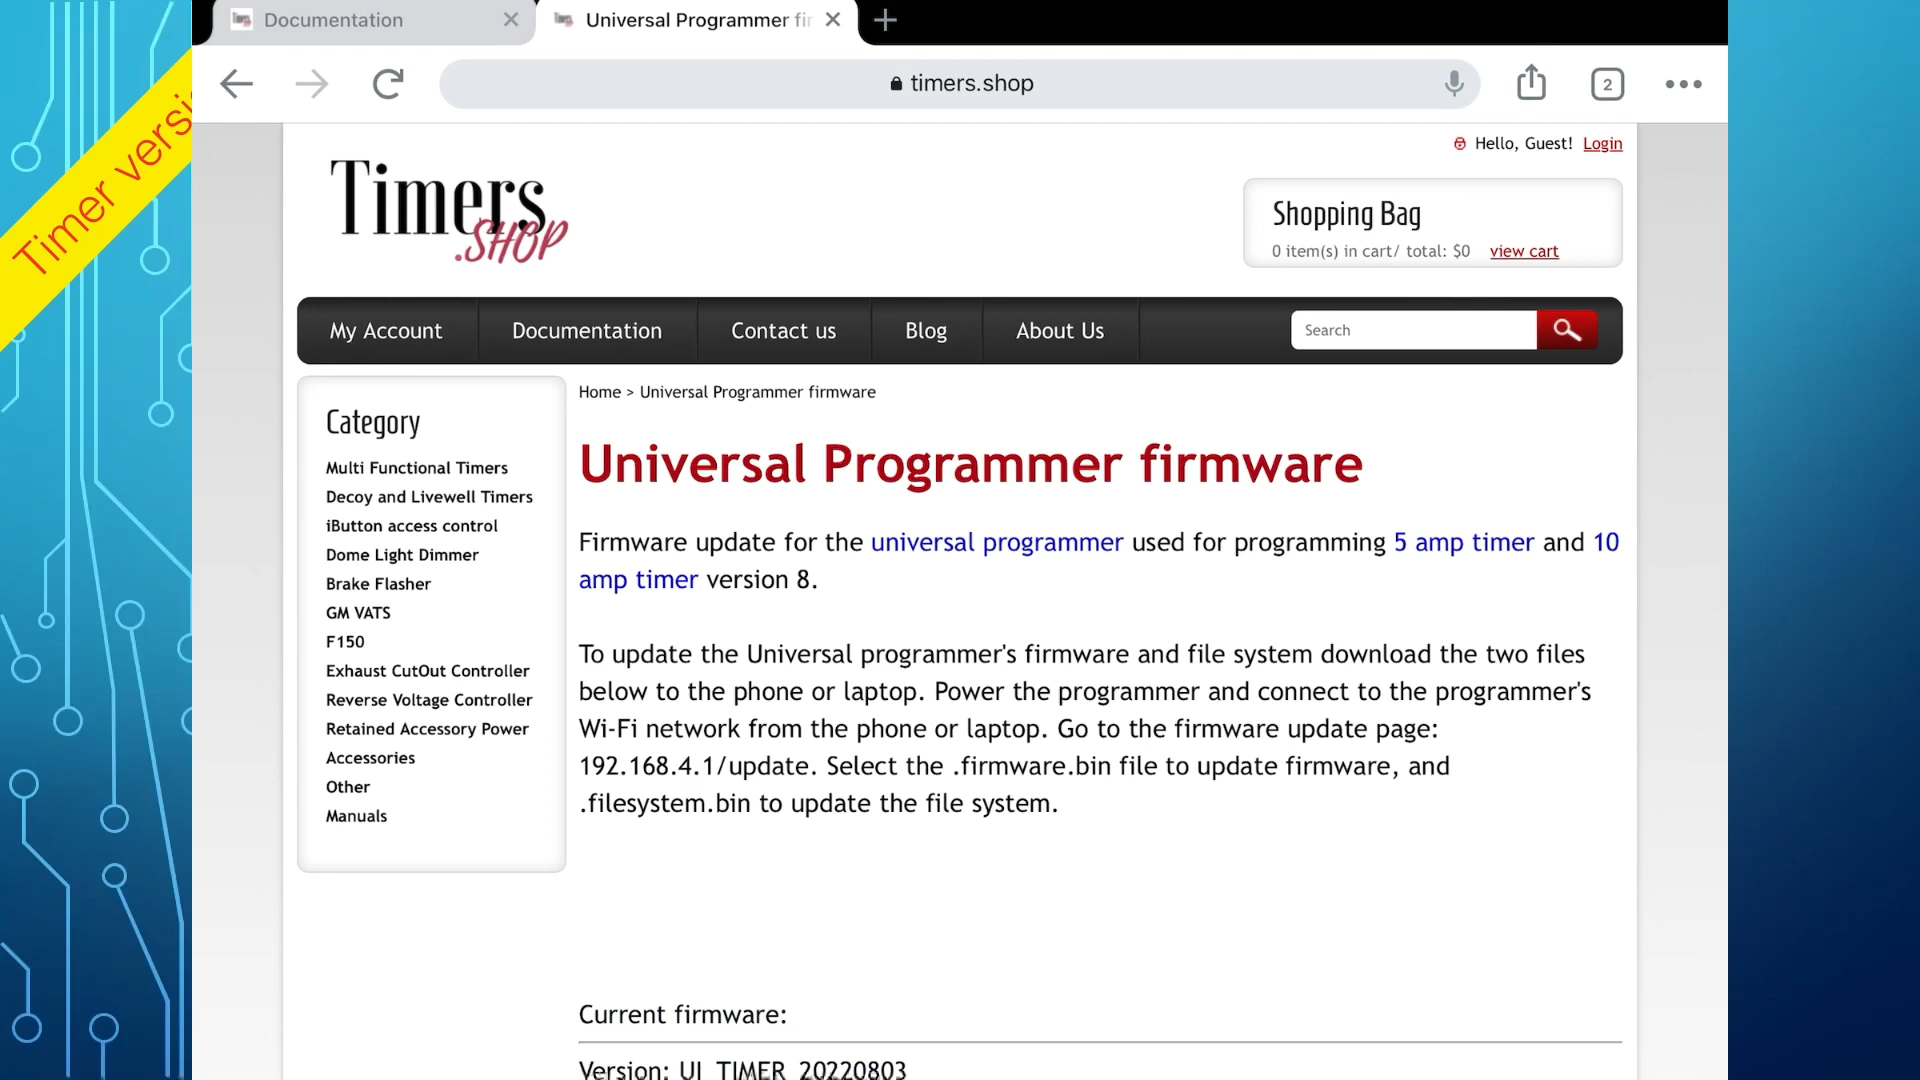 Documentation
Universal Programmer fir
timers.shop
2
Timer versi
Hello, Guest! Login
Timers
.SHOP
Shopping Bag
0 item(s) in cart/ total: $0 view cart
My Account Documentation Contact us Blog About Us Search
Category
Multi Functional Timers
Decoy and Livewell Timers
iButton access control
Dome Light Dimmer
Brake Flasher
GM VATS
F150
Exhaust CutOut Controller
Reverse Voltage Controller
Retained Accessory Power
Accessories
Other
Manuals
Home > Universal Programmer firmware
Universal Programmer firmware
Firmware update for the universal programmer used for programming 5 amp timer and 10
amp timer version 8.
To update the Universal programmer's firmware and file system download the two files
below to the phone or laptop. Power the programmer and connect to the programmer's
Wi-Fi network from the phone or laptop. Go to the firmware update page:
192.168.4.1/update. Select the .firmware.bin file to update firmware, and
.filesystem.bin to update the file system.
Current firmware:
Version: UI_TIMER_20220803